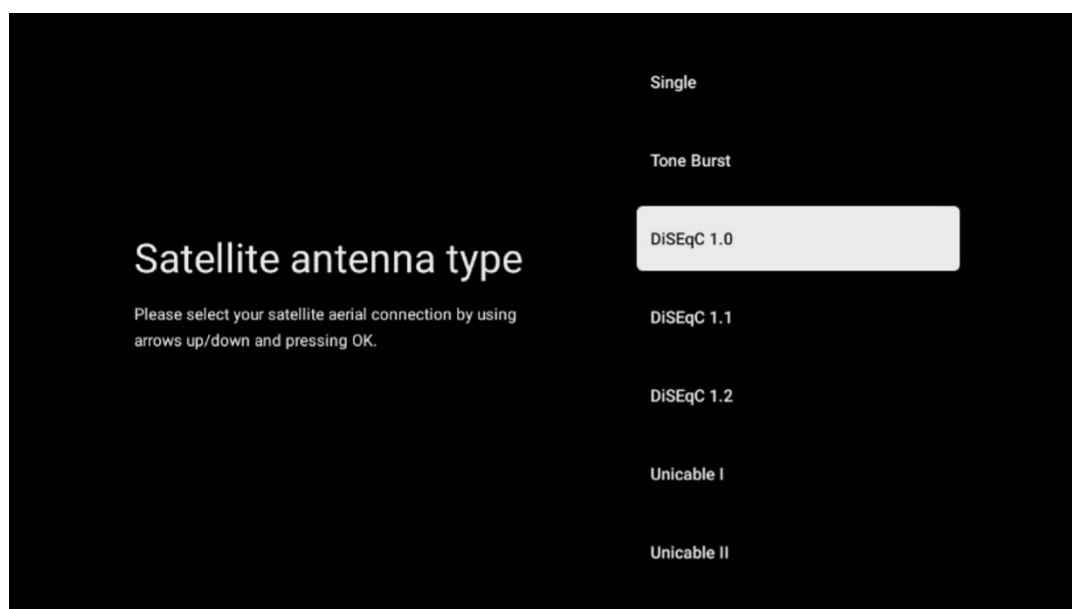 Satellite antenna type
Please select your satellite aerial connection by using
arrows up/down and pressing OK.
Single
Tone Burst
DiSEqC 1.0
DiSEqC 1.1
DiSEqC 1.2
Unicable I
Unicable II